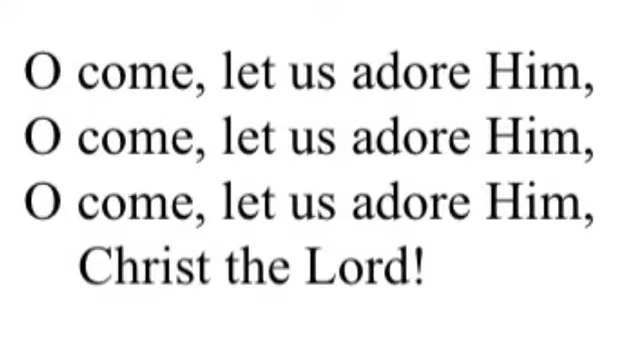 O come, let us adore Him,
O come, let us adore Him,
O come, let us adore Him,
Christ the Lord!